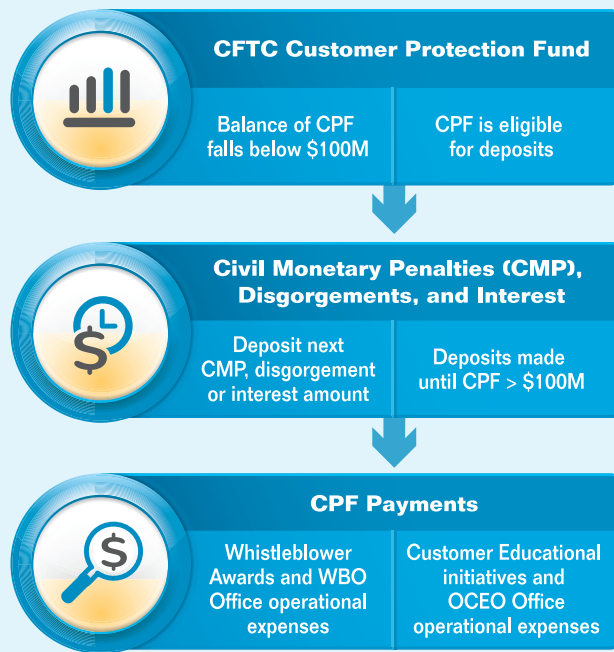 CFTC Customer Protection Fund
Balance of CPF
falls below $100M
CPF is eligible
for deposits
Civil Monetary Penalties (CMP),
Disgorgements, and Interest
$
Deposit next
CMP, disgorgement
or interest amount
Deposits made
until CPF > $100M
CPF Payments
$
Whistleblower
Awards and WBO
Office operational
expenses
Customer Educational
initiatives and
OCEO Office
operational expenses